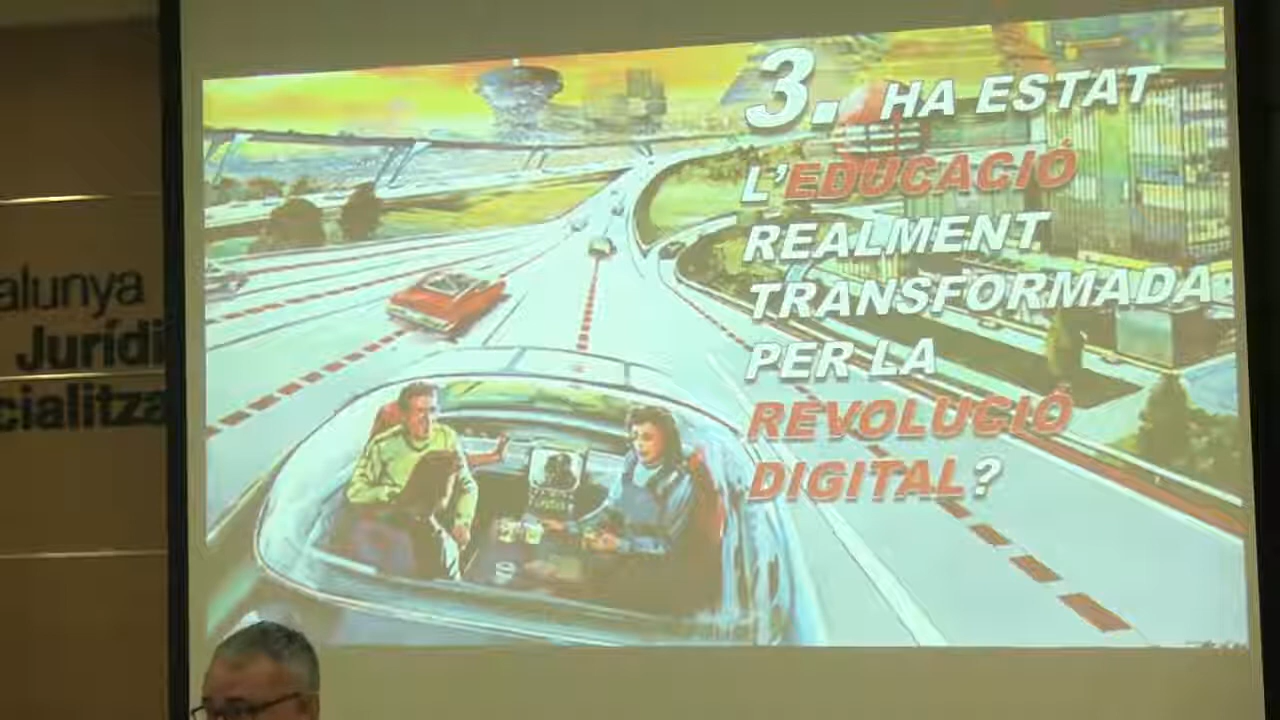 alunya
Jurídi
cialitza
3. HA ESTAT
L'EDUCACIÓ
REALMENT
TRANSFORMADA
PER LA
REVOLUCIÓ
DIGITAL?